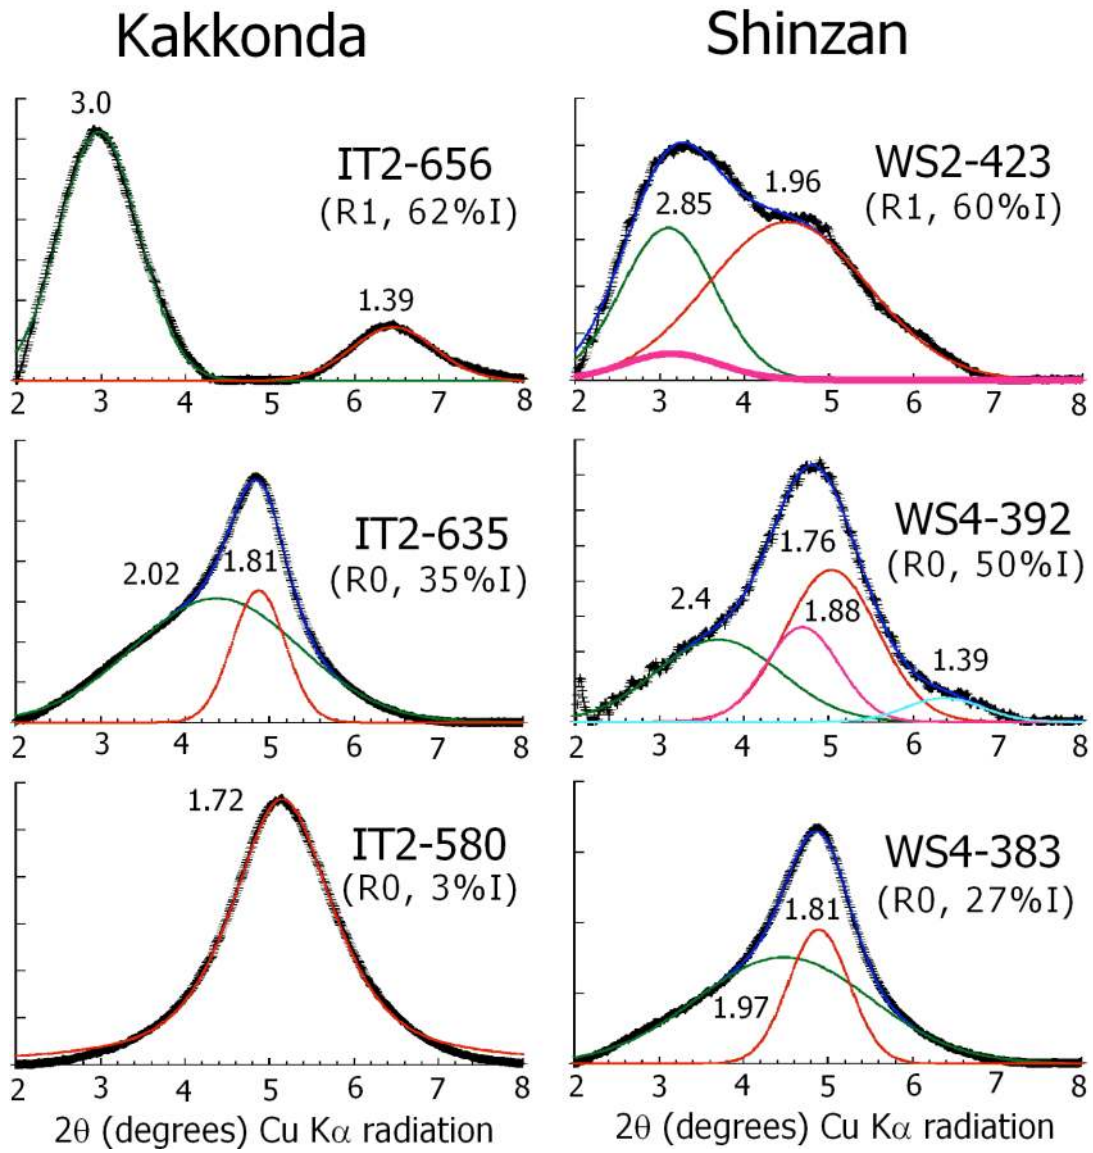 Kakkonda
Shinzan
3.0
IT2-656
(R1, 62%I)
1.39
2 3 4 5 6 7 8
WS2-423
(R1, 60%I)
1.96
2.85
2 3 4 5 6 7 8
IT2-635
(R0, 35%I)
2.02
1.81
2 3 4 5 6 7 8
WS4-392
(R0, 50%I)
1.76
2.4
1.88
1.39
2 3 4 5 6 7 8
1.72
IT2-580
(R0, 3%I)
2 3 4 5 6 7 8
2θ (degrees) Cu Kα radiation
WS4-383
(R0, 27%I)
1.81
1.97
2 3 4 5 6 7 8
2θ (degrees) Cu Kα radiation